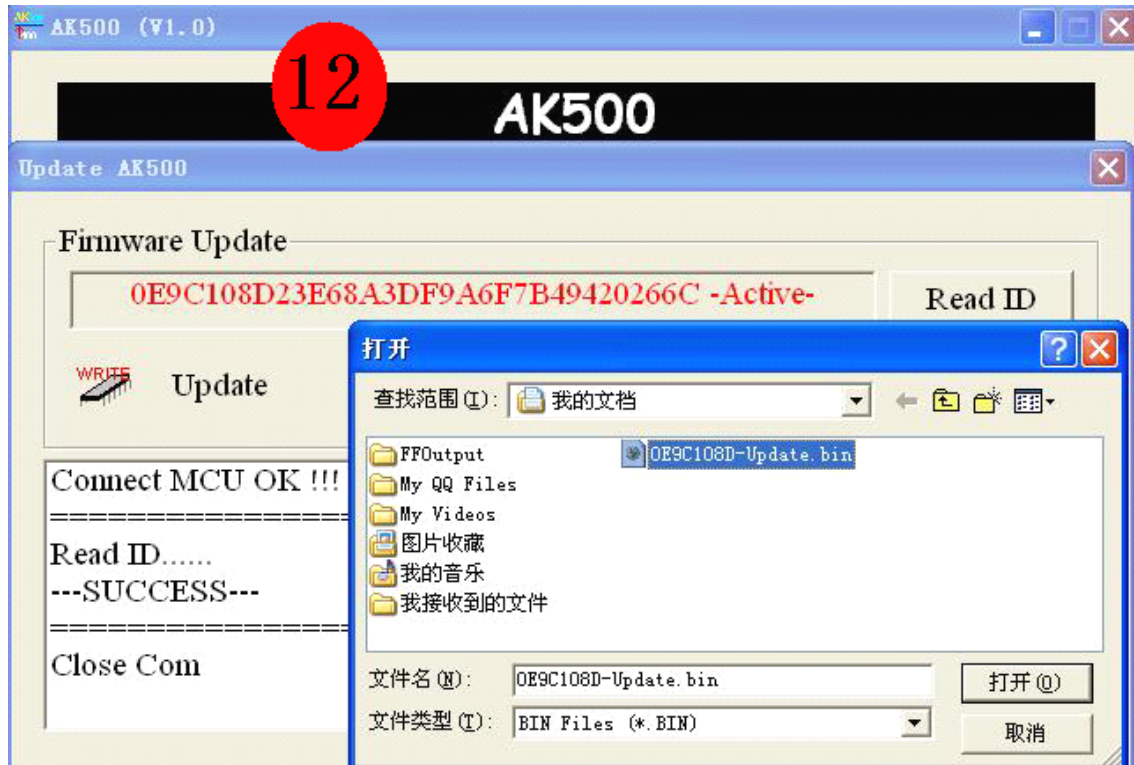 AK500 (V1.0)
12
AK500
Update AK500
Firmware Update
0E9C108D23E68A3DF9A6F7B49420266C -Active-
Read ID
WRITE
Update
打开
查找范围(I):
我的文档
FFOutput
0E9C108D-Update.bin
My QQ Files
My Videos
图片收藏
我的音乐
我接收到的文件
Connect MCU OK !!!
==================
Read ID......
---SUCCESS---
==================
Close Com
文件名(N):
0E9C108D-Update.bin
打开(O)
文件类型(T):
BIN Files (*.BIN)
取消